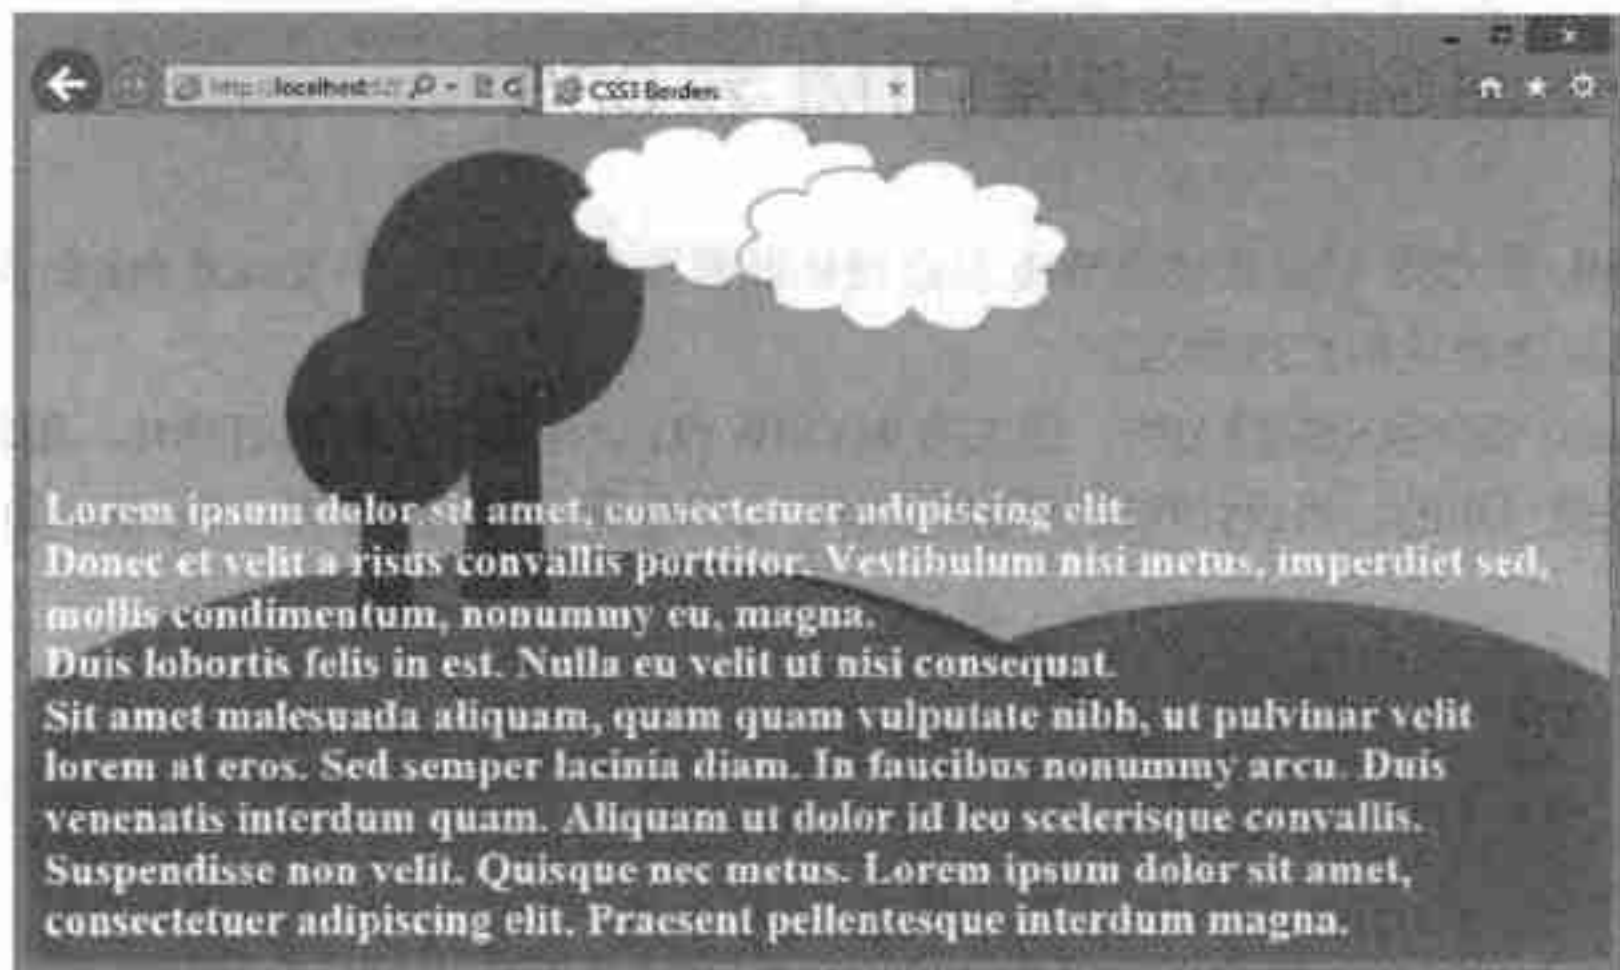 http://localhost
CSS3 Borders
Lorem ipsum dolor sit amet, consectetuer adipiscing elit.
Donec et velit a risus convallis porttitor. Vestibulum nisi metus, imperdiet sed,
mollis condimentum, nonummy eu, magna.
Duis lobortis felis in est. Nulla eu velit ut nisi consequat.
Sit amet malesuada aliquam, quam quam vulputate nibh, ut pulvinar velit
lorem at eros. Sed semper lacinia diam. In faucibus nonummy arcu. Duis
venenatis interdum quam. Aliquam ut dolor id leo scelerisque convallis.
Suspendisse non velit. Quisque nec metus. Lorem ipsum dolor sit amet,
consectetuer adipiscing elit. Praesent pellentesque interdum magna.